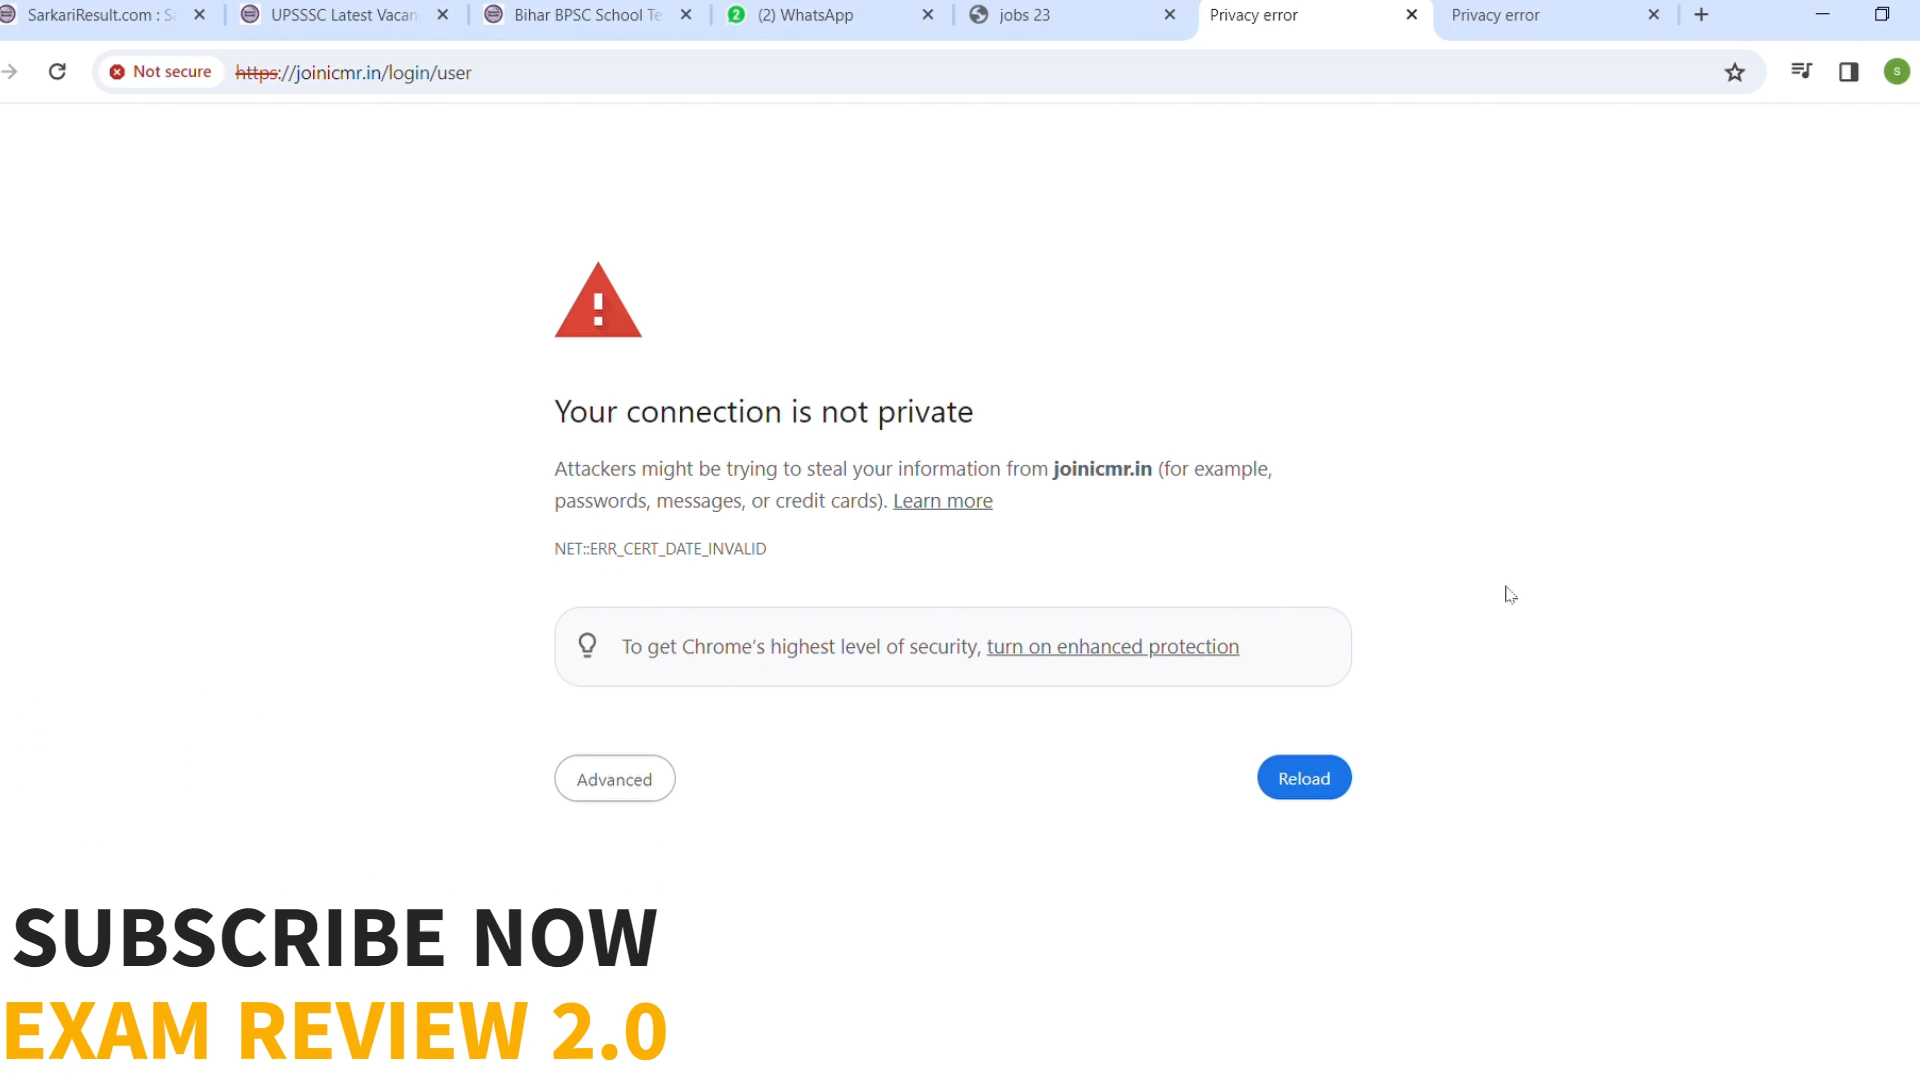 SarkariResult.com : Sa
UPSSSC Latest Vacan
Bihar BPSC School Te
2
(2) WhatsApp
jobs 23
Privacy error
Privacy error
Not secure
https://joinicmr.in/login/user
S
Your connection is not private
Attackers might be trying to steal your information from joinicmr.in (for example,
passwords, messages, or credit cards). Learn more
NET::ERR_CERT_DATE_INVALID
To get Chrome's highest level of security, turn on enhanced protection
Advanced
Reload
SUBSCRIBE NOW
EXAM REVIEW 2.0